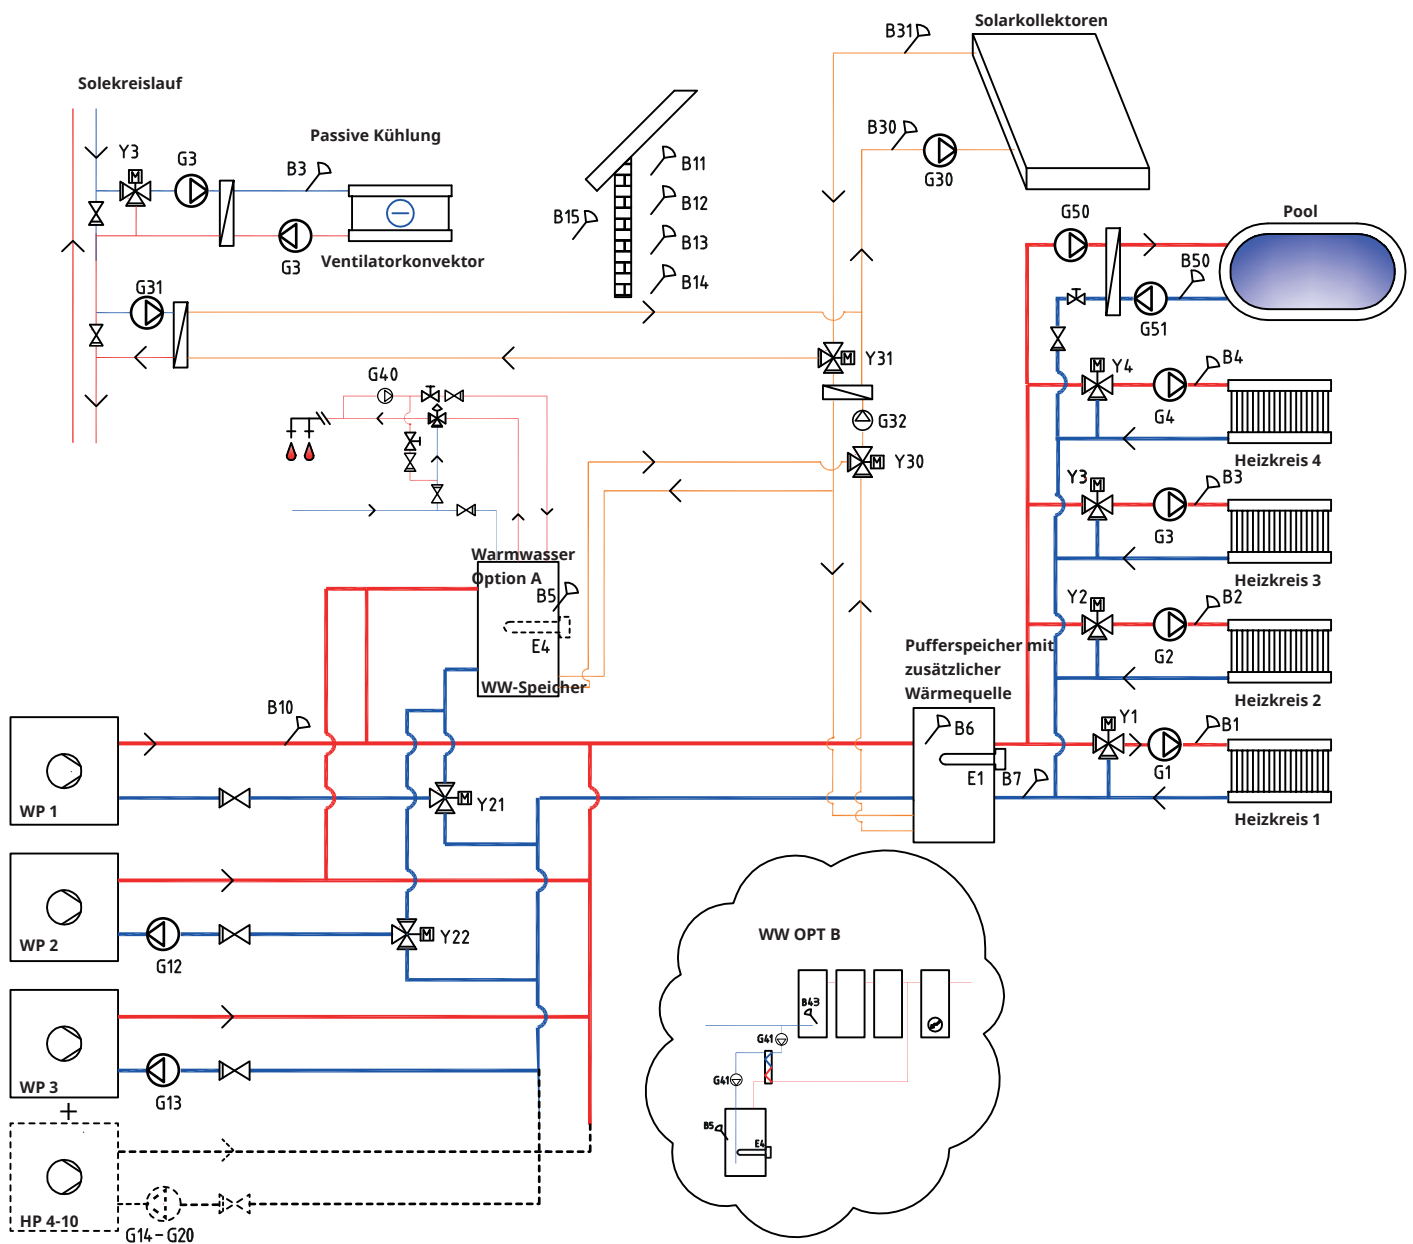 Solarkollektoren
B31
Solekreislauf
Passive Kühlung
Y3
G3
B3
B30
G30
B11
B12
B13
B14
B15
G3
Ventilatorkonvektor
G50
Pool
B50
G51
G31
Y31
G40
G32
Y30
Y4
B4
G4
Heizkreis 4
Y3
B3
G3
Heizkreis 3
Y2
B2
G2
Heizkreis 2
Y1
B1
G1
Heizkreis 1
M
M
M
M
M
M
M
M
M
Warmwasser
Option A
B5
E4
WW-Speicher
Pufferspeicher mit
zusätzlicher
Wärmequelle
B6
E1
B7
B10
WP 1
Y21
WP 2
G12
Y22
WP 3
G13
+
HP 4-10
G14-G20
WW OPT B
B43
G41
G41
B5
E4